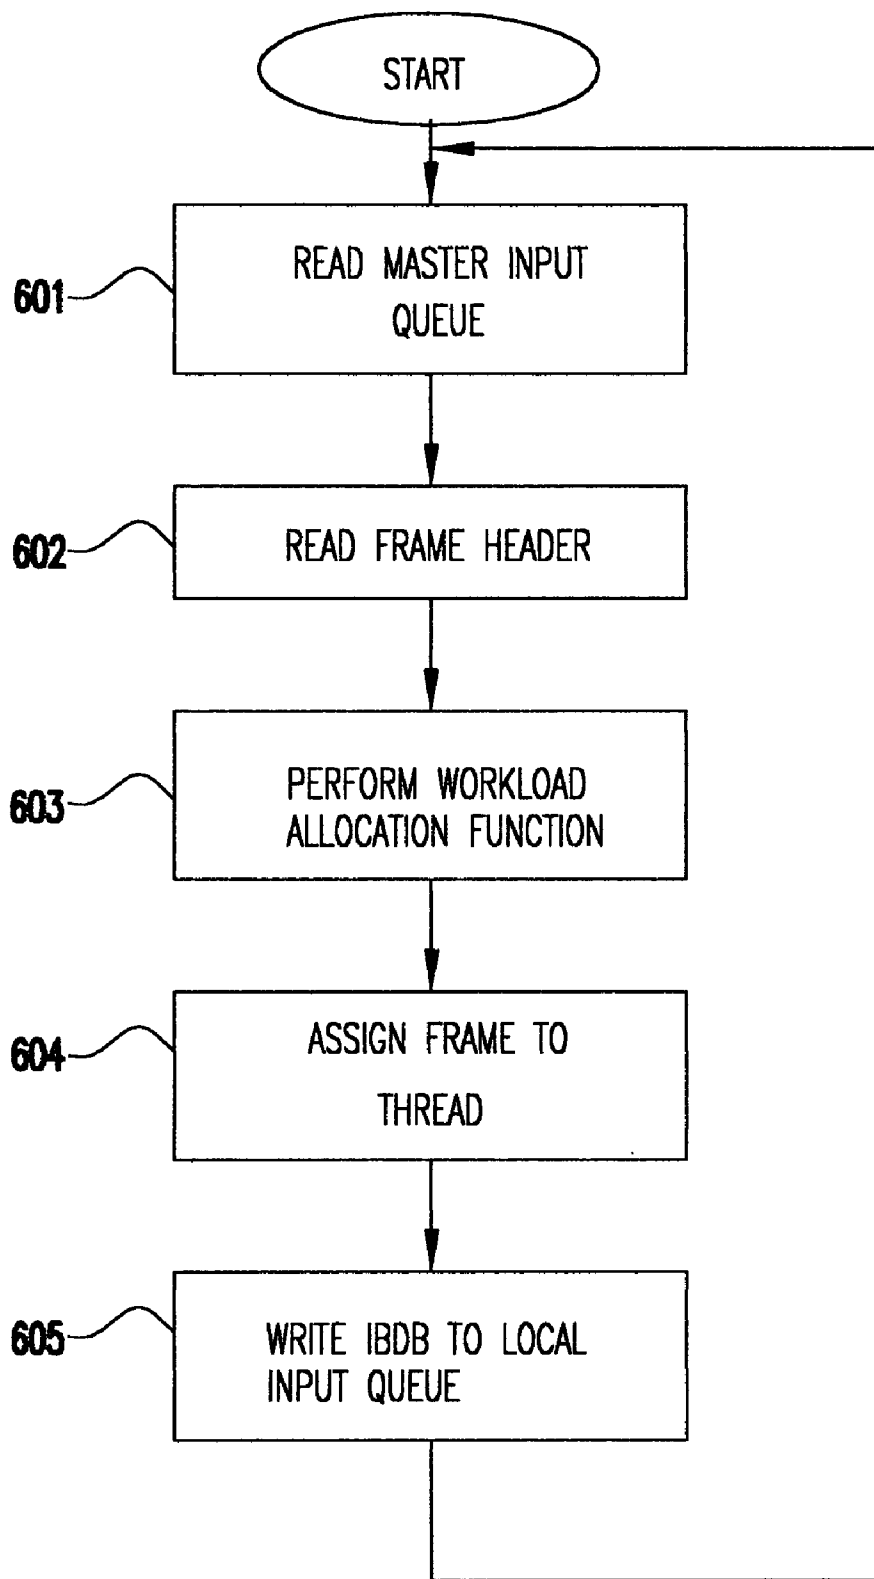 START
READ MASTER INPUT
QUEUE
601
READ FRAME HEADER
602
PERFORM WORKLOAD
ALLOCATION FUNCTION
603
ASSIGN FRAME TO
THREAD
604
WRITE IBDB TO LOCAL
INPUT QUEUE
605